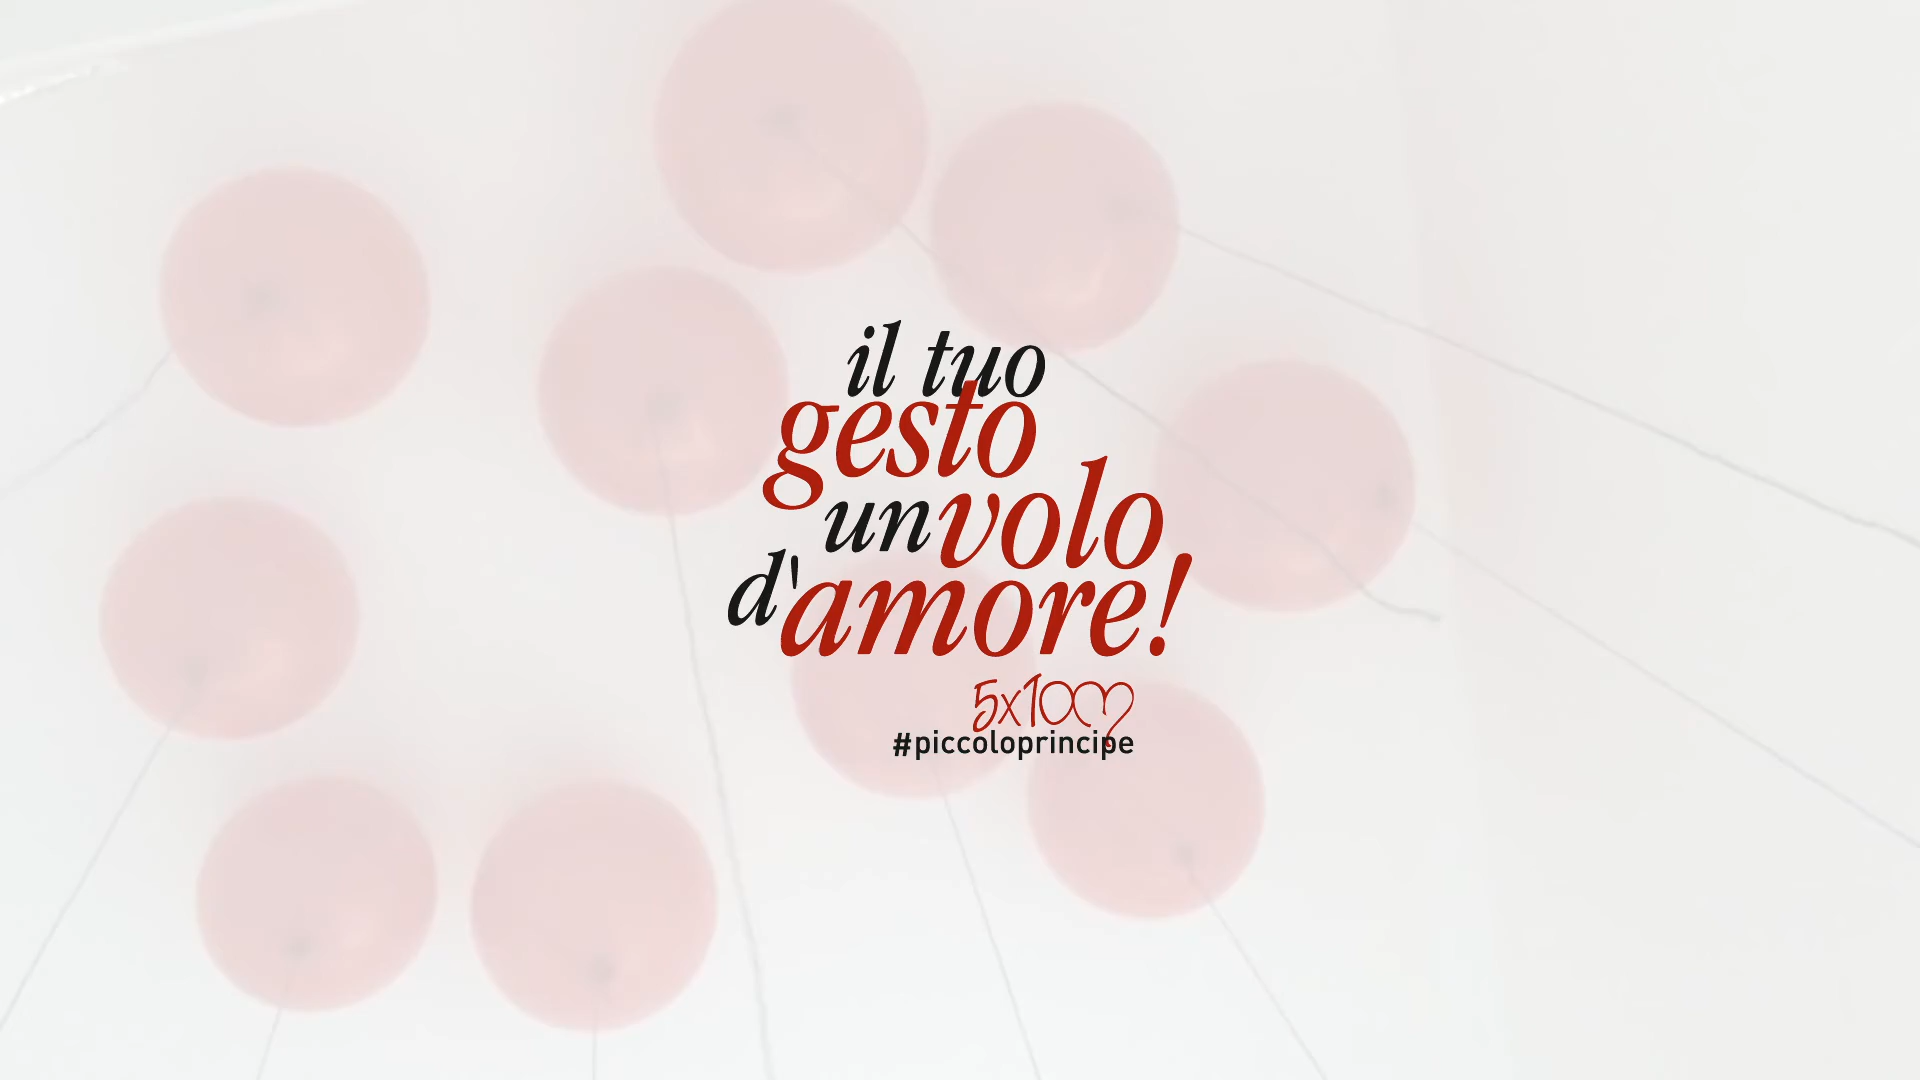 il tuo
gesto
un volo
d'amore!
5x1000
#piccoloprincipe